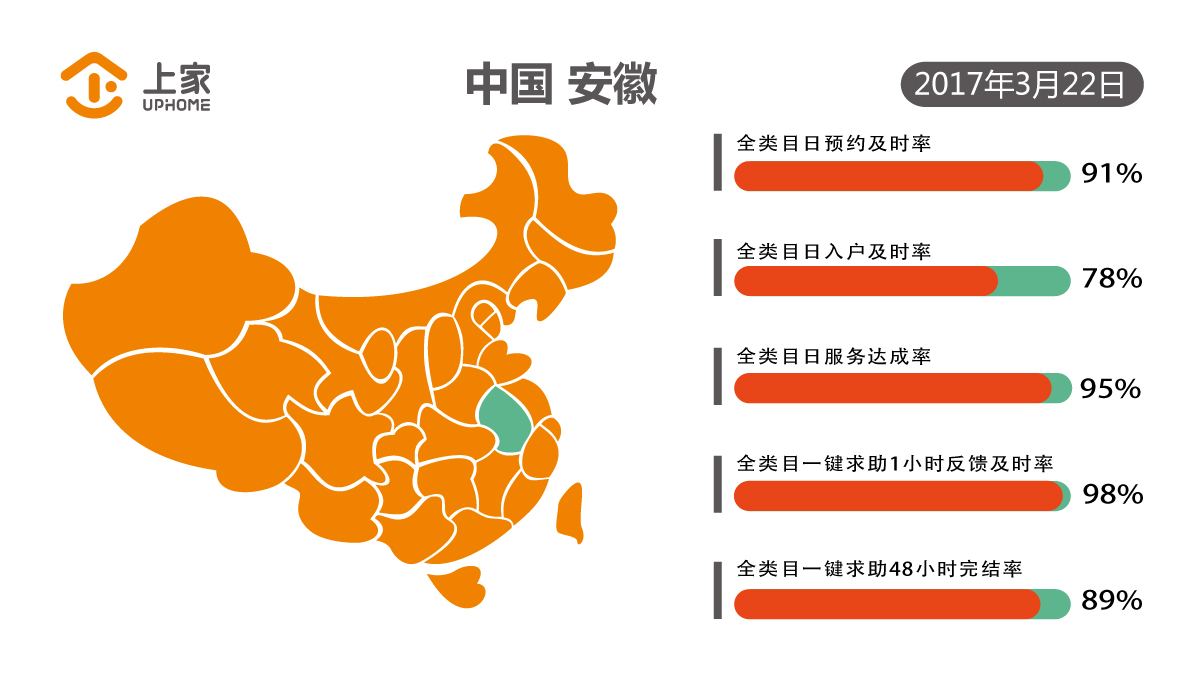 上家
UPHOME
中国 安徽
2017年3月22日
全类目日预约及时率
91%
全类目日入户及时率
78%
全类目日服务达成率
95%
全类目一键求助1小时反馈及时率
98%
全类目一键求助48小时完结率
89%